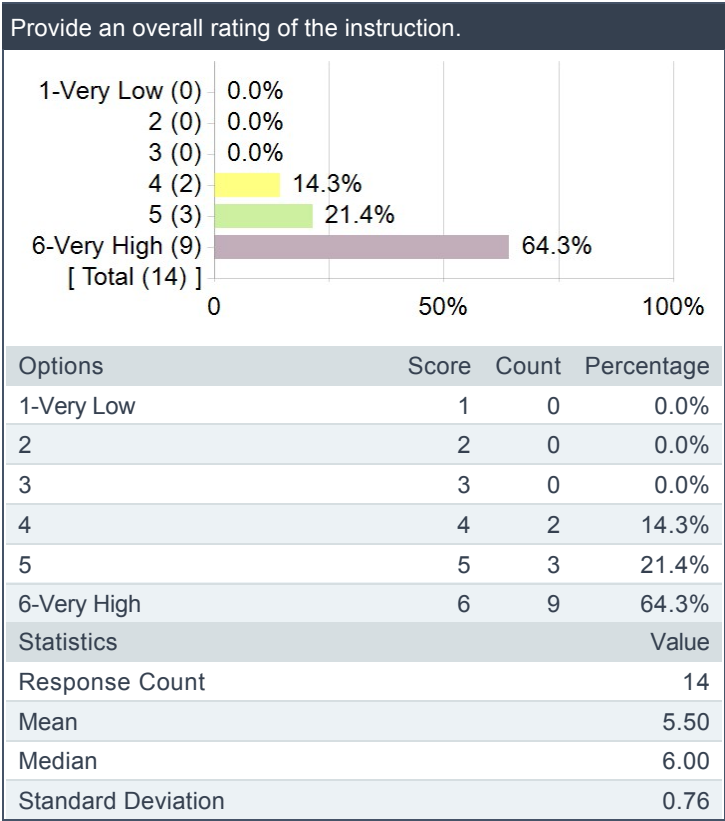 Provide an overall rating of the instruction.
1-Very Low (0) 0.0%
2 (0) 0.0%
3 (0) 0.0%
4 (2) 14.3%
5 (3) 21.4%
6-Very High (9) 64.3%
[ Total (14) ]
0 50% 100%
Options Score Count Percentage
1-Very Low 1 0 0.0%
2 2 0 0.0%
3 3 0 0.0%
4 4 2 14.3%
5 5 3 21.4%
6-Very High 6 9 64.3%
Statistics Value
Response Count 14
Mean 5.50
Median 6.00
Standard Deviation 0.76